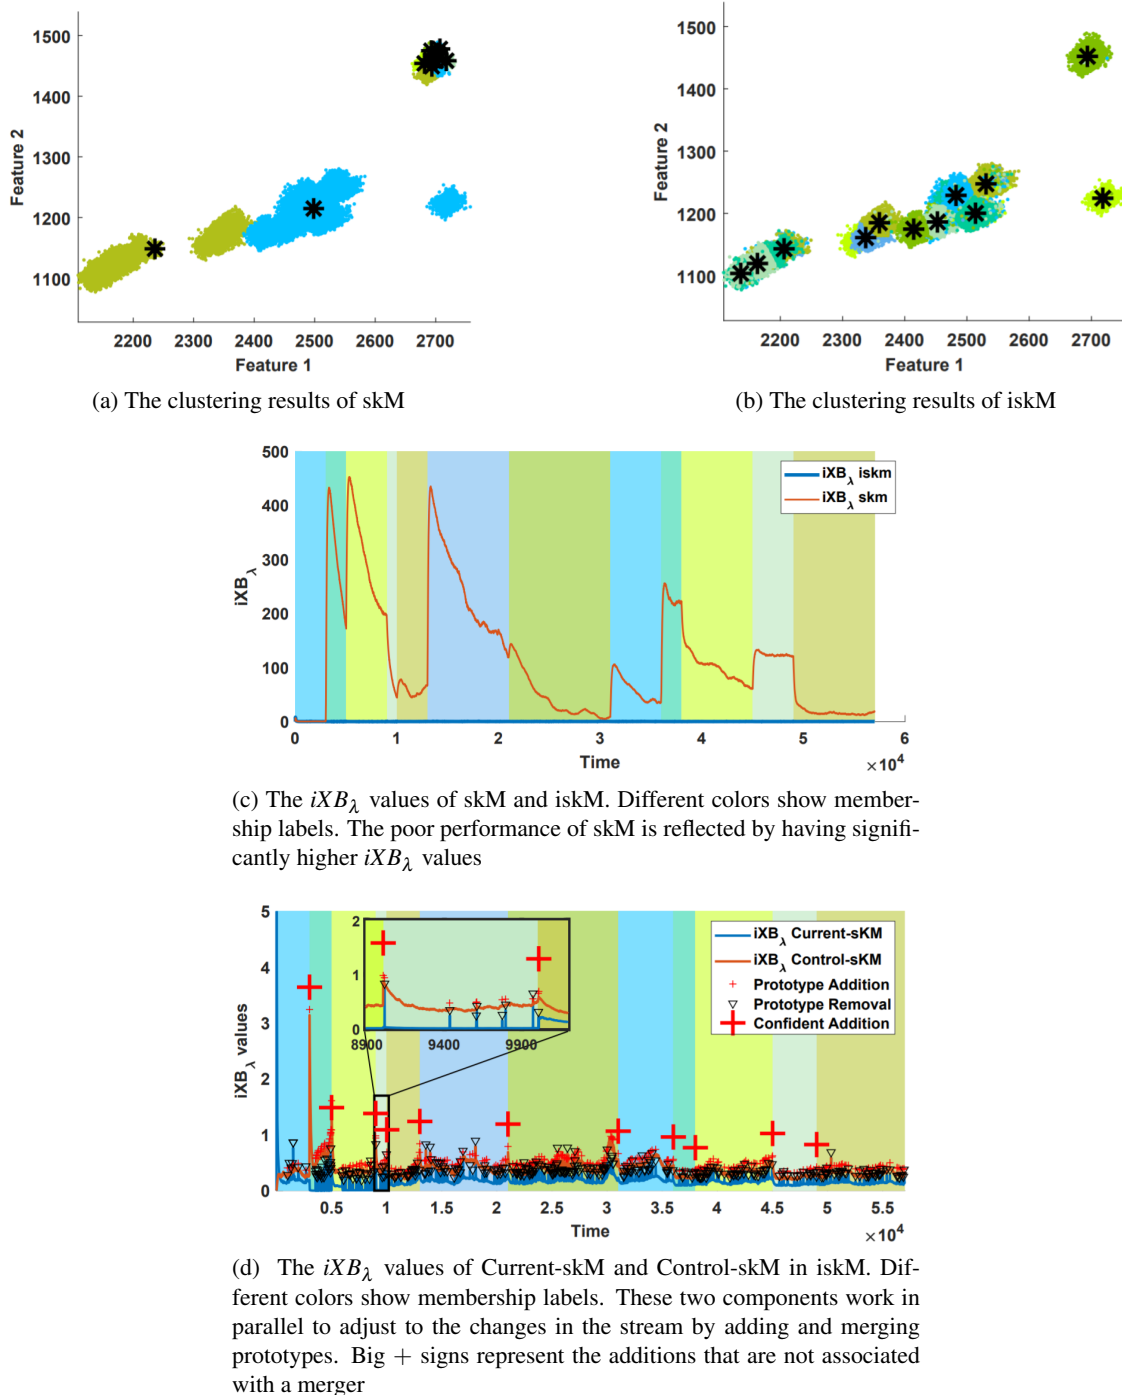 1500
1400
1300
1200
1100
Feature 2
2200 2300 2400 2500 2600 2700
Feature 1
(a) The clustering results of skM
1500
1400
1300
1200
1100
Feature 2
2200 2300 2400 2500 2600 2700
Feature 1
(b) The clustering results of iskM
500
400
300
200
100
0
iXBλ
iXBλ iskm
iXBλ skm
0 1 2 3 4 5 6
Time
×10^4
(c) The iXBλ values of skM and iskM. Different colors show member-
ship labels. The poor performance of skM is reflected by having signifi-
cantly higher iXBλ values
5
4
3
2
1
0
iXBλ values
2
1
0
8900 9400 9900
iXBλ Current-sKM
iXBλ Control-sKM
Prototype Addition
Prototype Removal
Confident Addition
0.5 1 1.5 2 2.5 3 3.5 4 4.5 5 5.5
Time
×10^4
(d) The iXBλ values of Current-skM and Control-skM in iskM. Dif-
ferent colors show membership labels. These two components work in
parallel to adjust to the changes in the stream by adding and merging
prototypes. Big + signs represent the additions that are not associated
with a merger